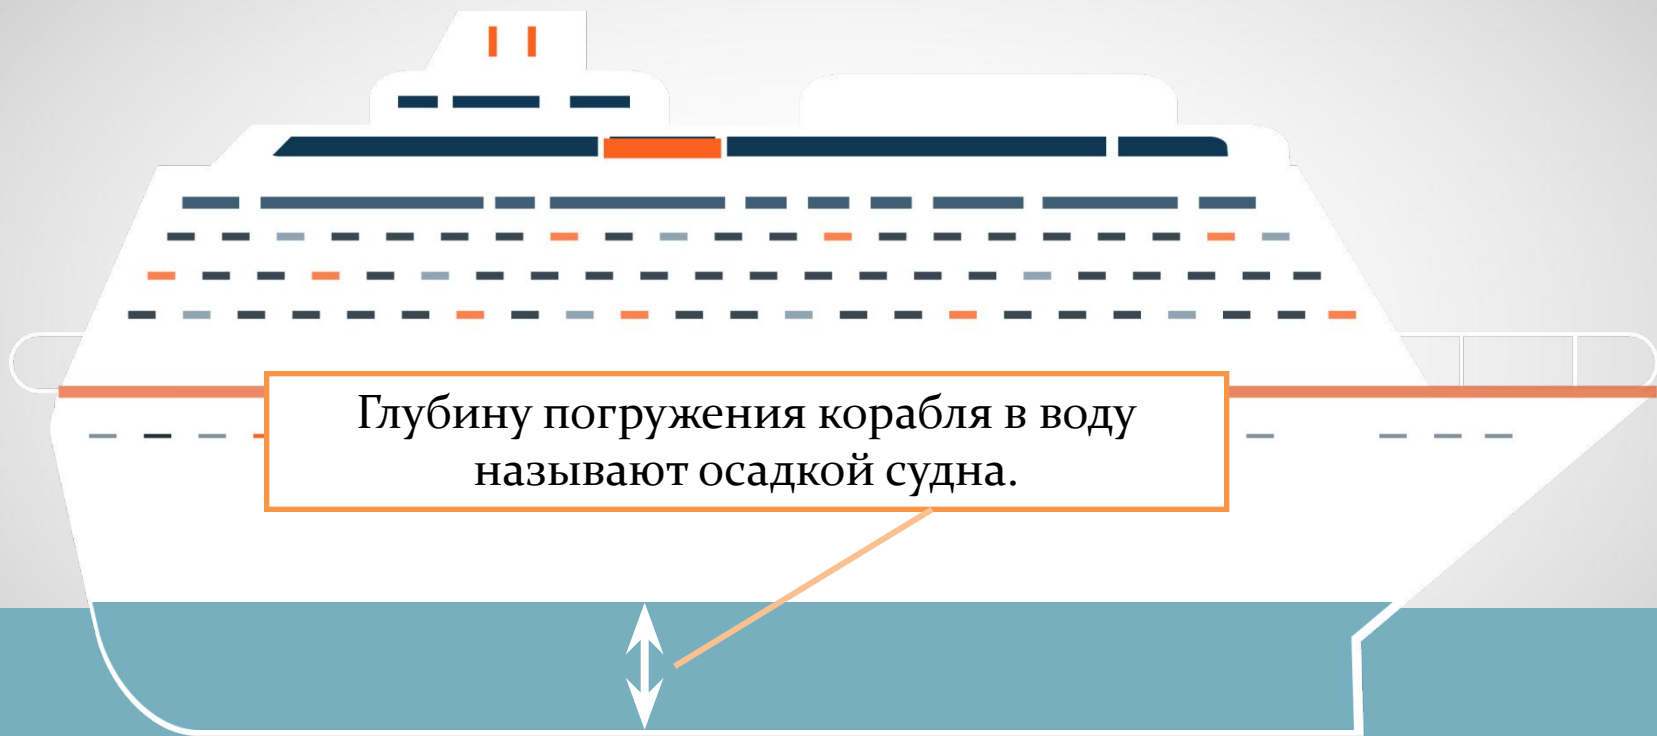 Глубину погружения корабля в воду
называют осадкой судна.